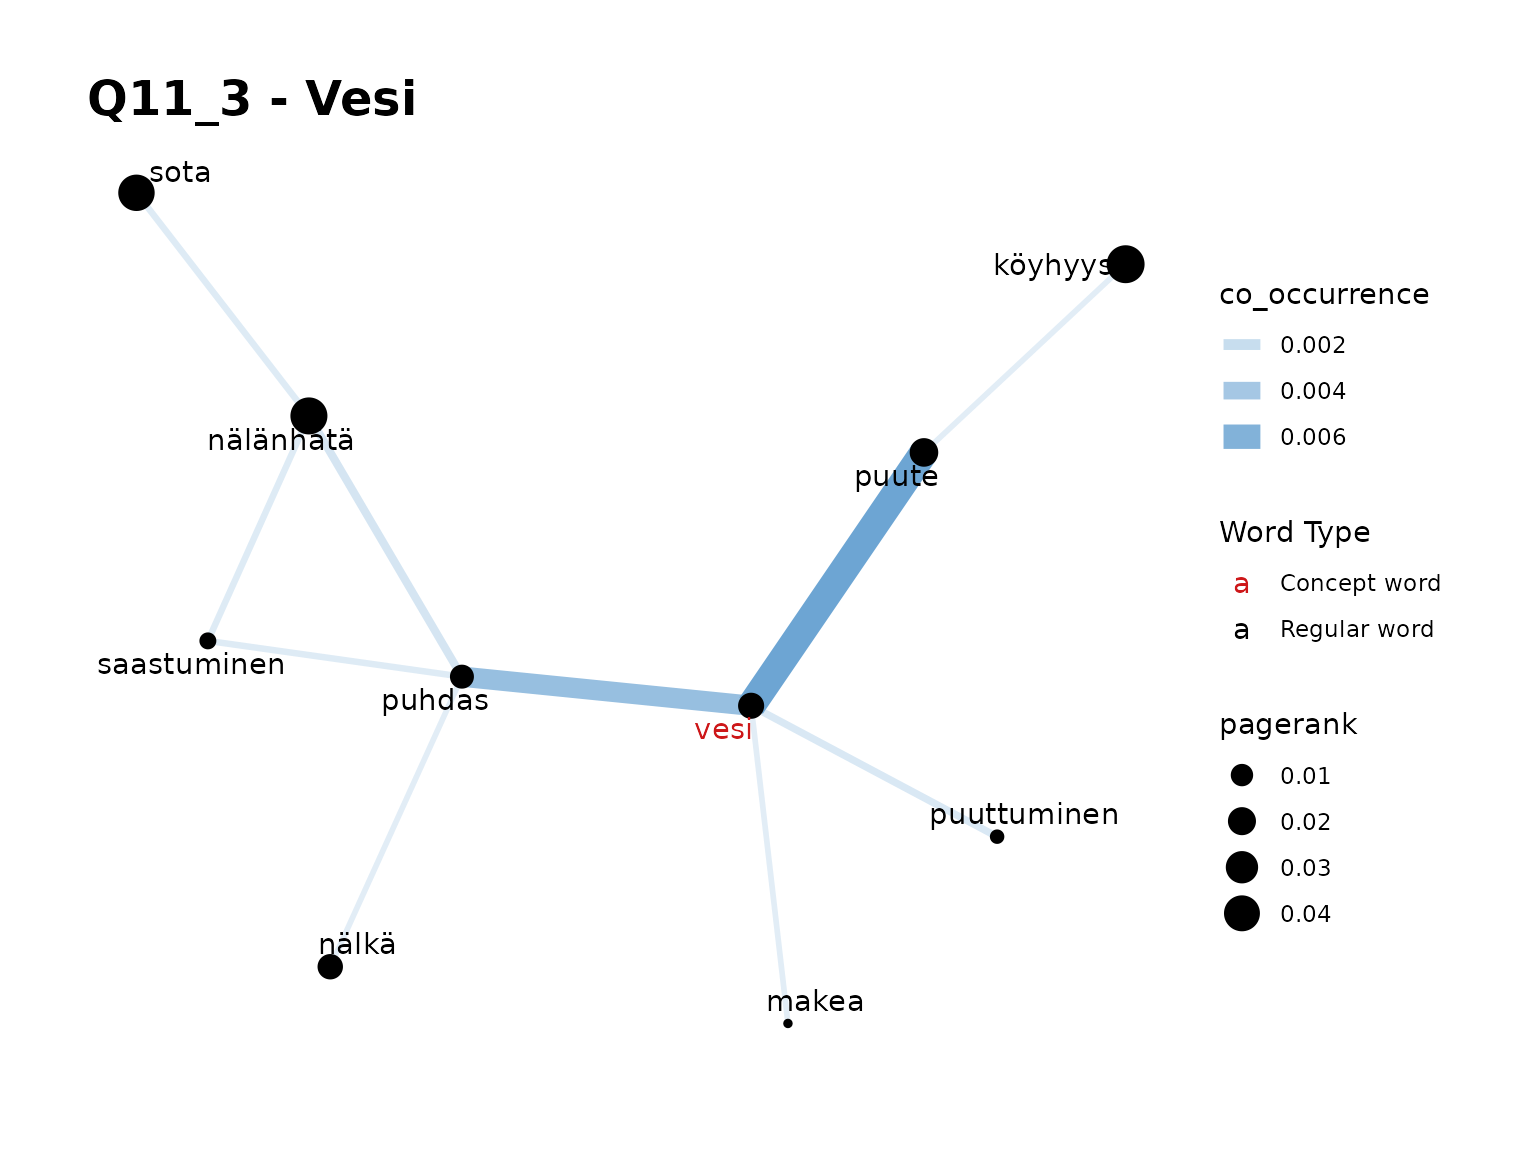 Q11_3 - Vesi
sota
köyhyys
nälänhätä
puute
saastuminen
puhdas
vesi
puuttuminen
nälkä
makea
co_occurrence
0.002
0.004
0.006
Word Type
a Concept word
a Regular word
pagerank
0.01
0.02
0.03
0.04